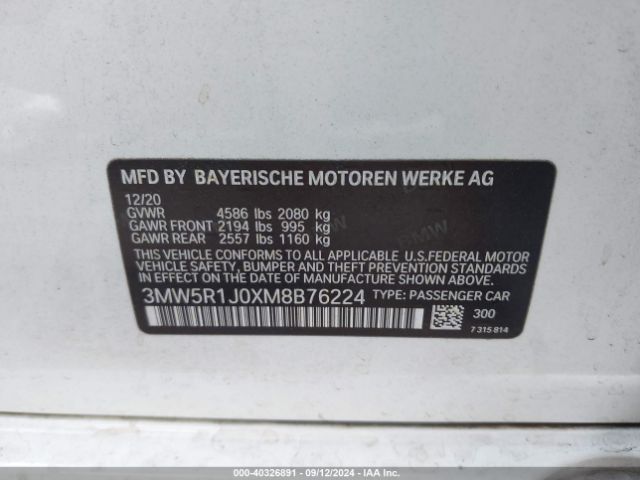 MFD BY BAYERISCHE MOTOREN WERKE AG
12/20
GVWR 4586 lbs 2080 kg
GAWR FRONT 2194 lbs 995 kg
GAWR REAR 2557 lbs 1160 kg
THIS VEHICLE CONFORMS TO ALL APPLICABLE U.S.FEDERAL MOTOR
VEHICLE SAFETY, BUMPER AND THEFT PREVENTION STANDARDS
IN EFFECT ON THE DATE OF MANUFACTURE SHOWN ABOVE.
3MW5R1J0XM8B76224 TYPE: PASSENGER CAR
300
7 315 814
000-40326891 - 09/12/2024 - IAA Inc.